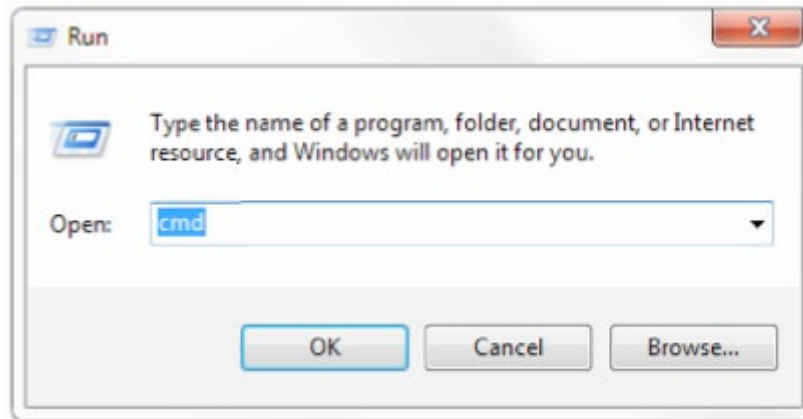 Run
Type the name of a program, folder, document, or Internet
resource, and Windows will open it for you.
Open: cmd
OK Cancel Browse...